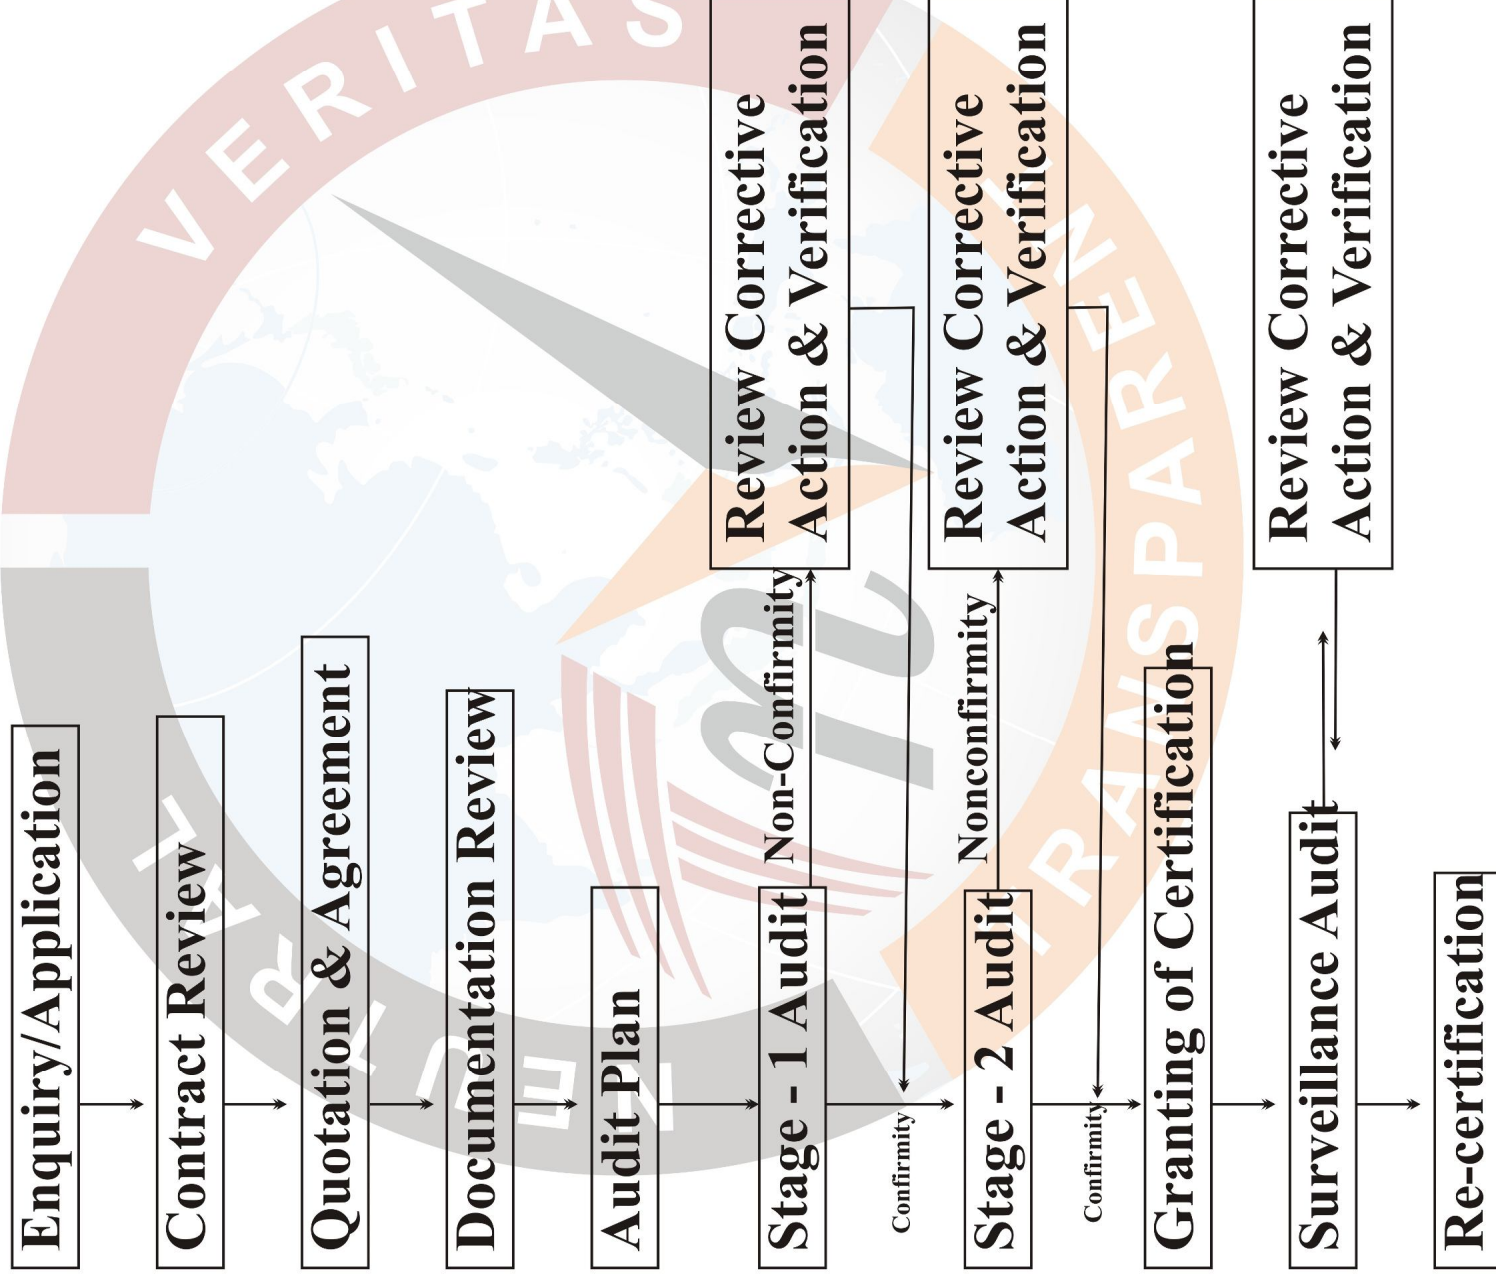 Enquiry/Application
Contract Review
Quotation & Agreement
Documentation Review
Audit Plan
Stage - 1 Audit
Non-Confirmity
Review Corrective
Action & Verification
Confirmity
Stage - 2 Audit
Nonconfirmity
Review Corrective
Action & Verification
Confirmity
Granting of Certification
Surveillance Audit
Review Corrective
Action & Verification
Re-certification
VERITAS
NEUTRAL
TRANSPARENT
nc